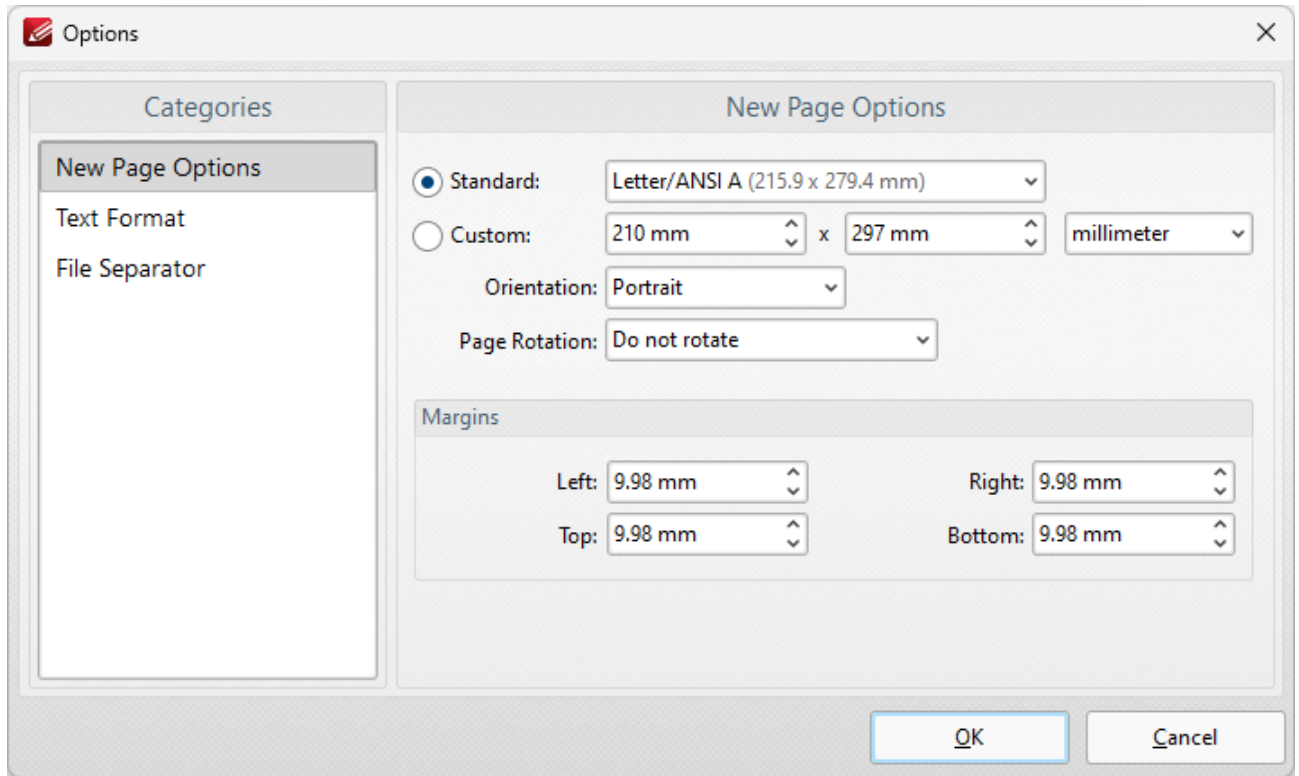 Options
Categories
New Page Options
Text Format
File Separator
New Page Options
Standard: Letter/ANSI A (215.9 x 279.4 mm)
Custom: 210 mm x 297 mm millimeter
Orientation: Portrait
Page Rotation: Do not rotate
Margins
Left: 9.98 mm Right: 9.98 mm
Top: 9.98 mm Bottom: 9.98 mm
OK Cancel